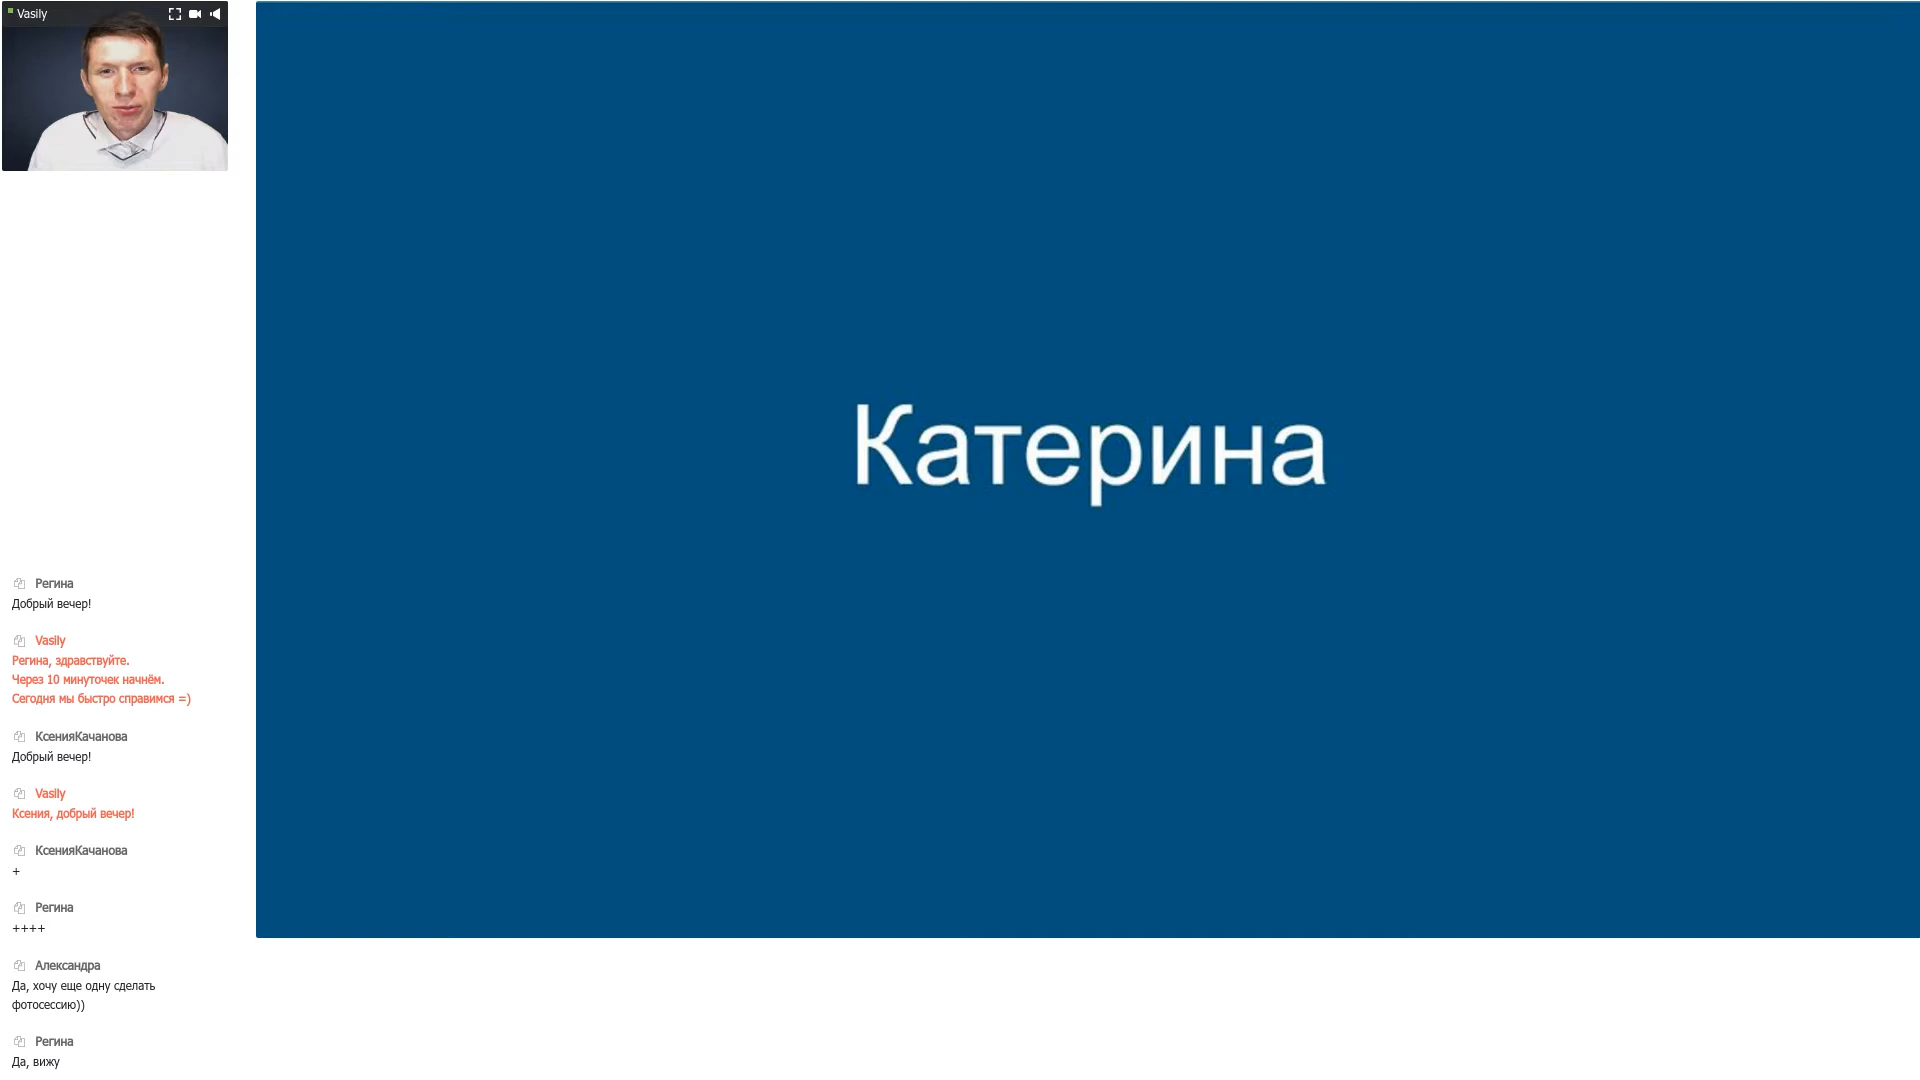 Vasily
Катерина
Регина
Добрый вечер!
Vasily
Регина, здравствуйте.
Через 10 минуточек начнём.
Сегодня мы быстро справимся =)
КсенияКачанова
Добрый вечер!
Vasily
Ксения, добрый вечер!
КсенияКачанова
+
Регина
++++
Александра
Да, хочу еще одну сделать
фотосессию))
Регина
Да, вижу